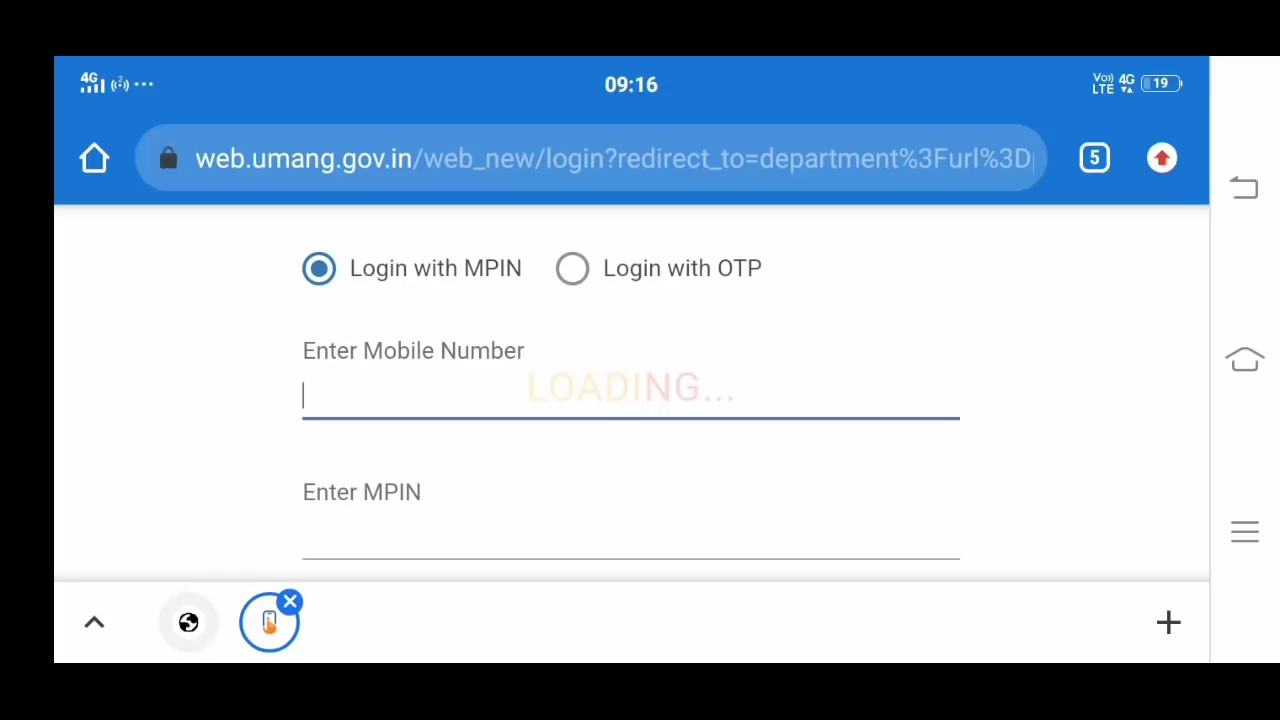 4G 09:16 Vo)) LTE 4G 19
web.umang.gov.in/web_new/login?redirect_to=department%3Furl%3D 5
Login with MPIN Login with OTP
Enter Mobile Number
LOADING...
Enter MPIN